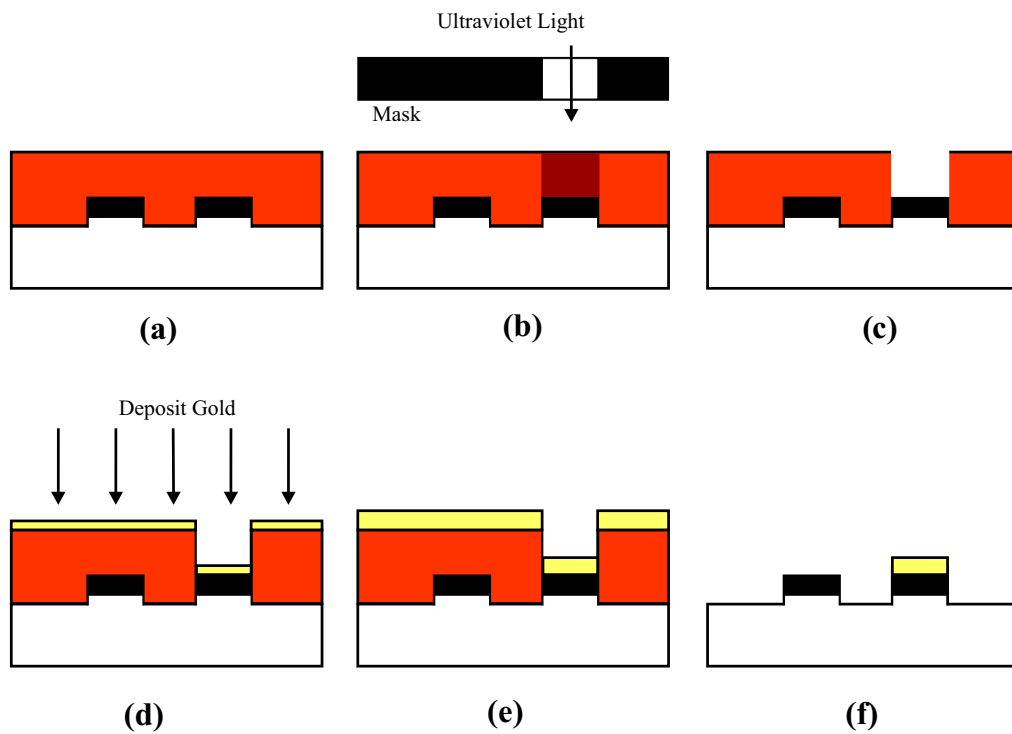 Ultraviolet Light
Mask
(a)
(b)
(c)
Deposit Gold
(d)
(e)
(f)